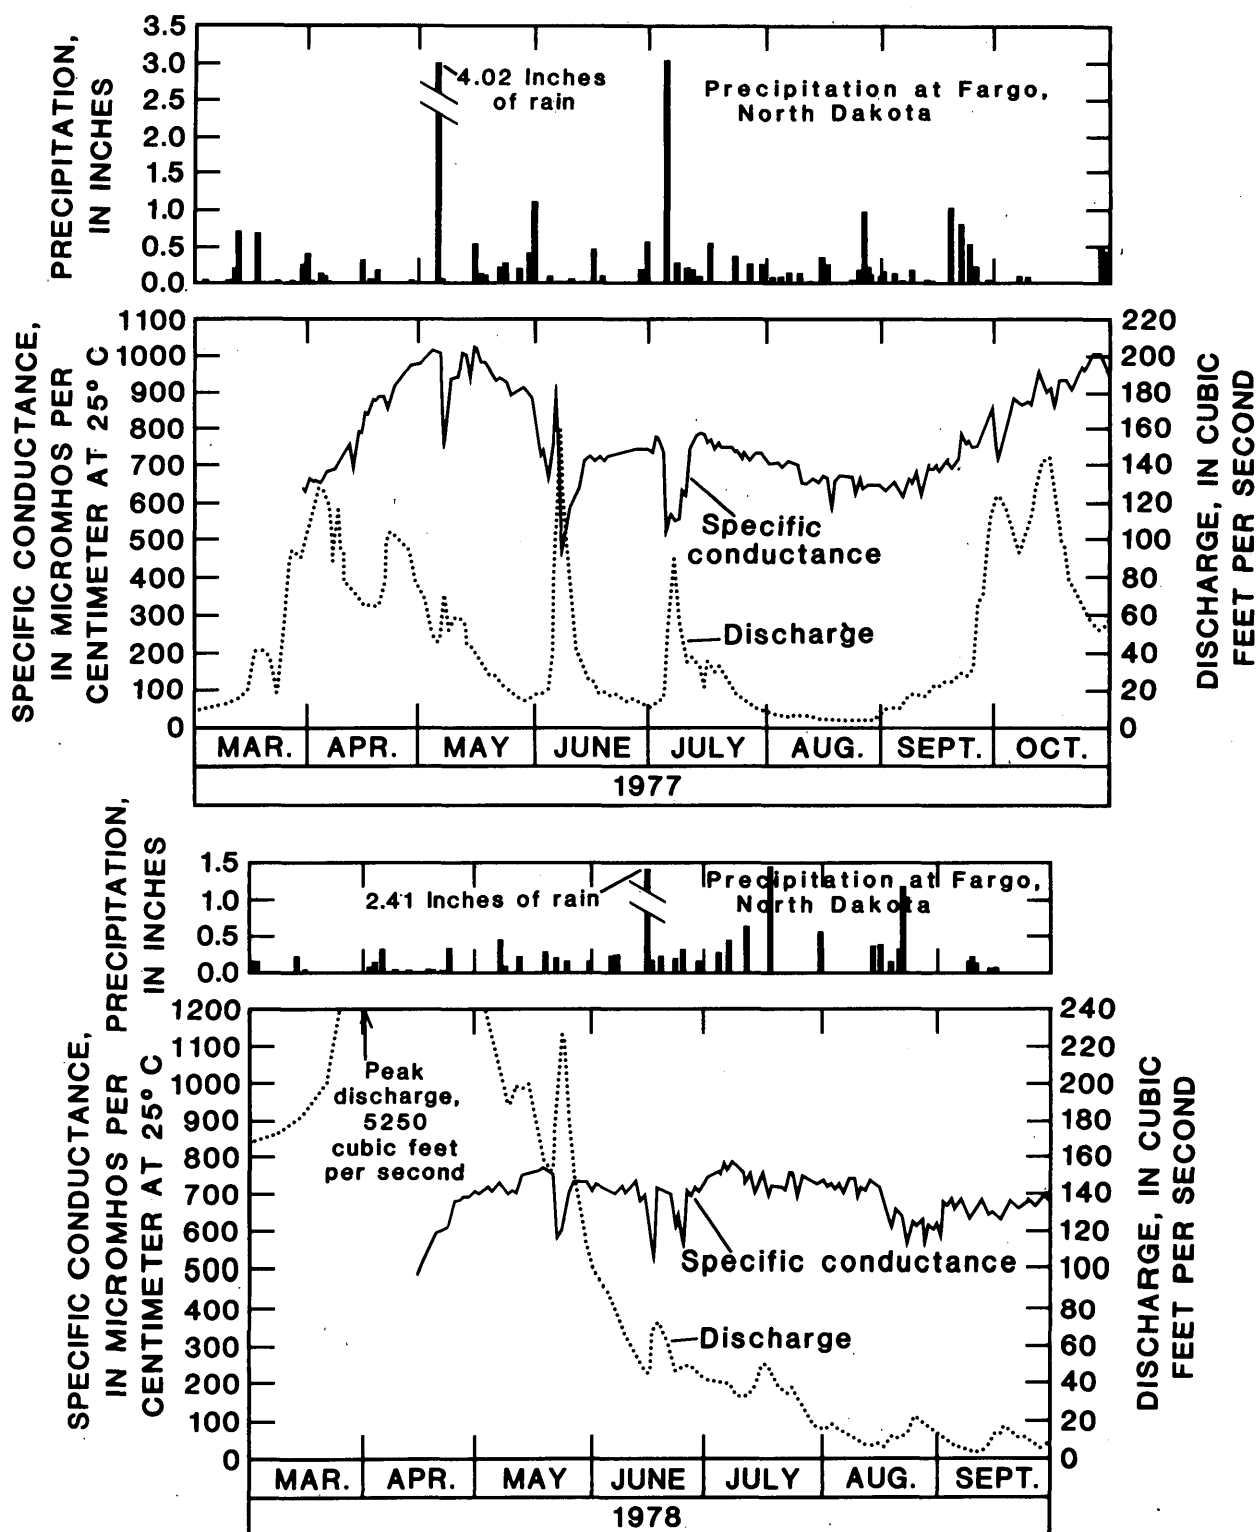 PRECIPITATION,
IN INCHES
3.5
3.0
2.5
2.0
1.5
1.0
0.5
0.0
4.02 Inches
of rain
Precipitation at Fargo,
North Dakota
SPECIFIC CONDUCTANCE,
IN MICROMHOS PER
CENTIMETER AT 25° C
1100
1000
900
800
700
600
500
400
300
200
100
0
Specific
conductance
Discharge
220
200
180
160
140
120
100
80
60
40
20
0
DISCHARGE, IN CUBIC
FEET PER SECOND
MAR. APR. MAY JUNE JULY AUG. SEPT. OCT.
1977
PRECIPITATION,
IN INCHES
1.5
1.0
0.5
0.0
2.41 Inches of rain
Precipitation at Fargo,
North Dakota
SPECIFIC CONDUCTANCE,
IN MICROMHOS PER
CENTIMETER AT 25° C
1200
1100
1000
900
800
700
600
500
400
300
200
100
0
Peak
discharge,
5250
cubic feet
per second
Specific conductance
Discharge
240
220
200
180
160
140
120
100
80
60
40
20
0
DISCHARGE, IN CUBIC
FEET PER SECOND
MAR. APR. MAY JUNE JULY AUG. SEPT.
1978